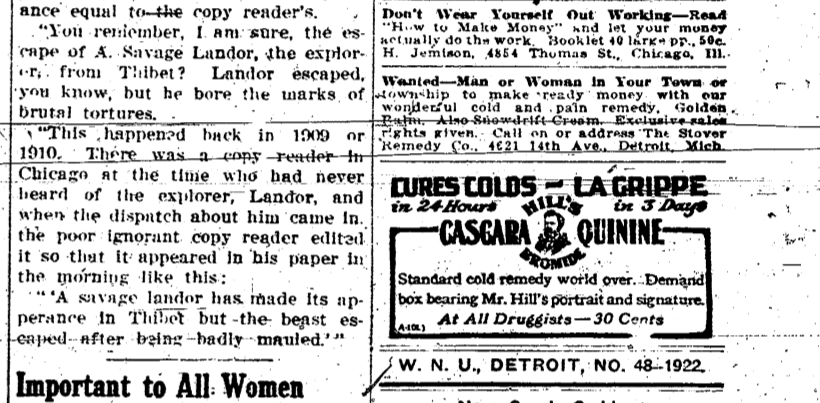 ance equal to the copy reader's.
"You remember, I am sure, the es-
cape of A. Savage Landor, the explor-
er, from Thibet? Landor escaped,
you know, but he bore the marks of
brutal tortures.
"This happened back in 1909 or
1910. There was a copy reader in
Chicago at the time who had never
heard of the explorer, Landor, and
when the dispatch about him came in
the poor ignorant copy reader edited
it so that it appeared in his paper in
the morning like this:
"'A savage landor has made its ap-
perance in Thibet but the beast es-
caped after being badly mauled.'"
Important to All Women
Don't Wear Yourself Out Working—Read
"How to Make Money" and let your money
actually do the work. Booklet 40 large pp., 50c.
H. Jemison, 4854 Thomas St., Chicago, Ill.
Wanted—Man or Woman in Your Town or
township to make ready money with our
wonderful cold and pain remedy, Golden
Palm. Also Snowdrift Cream. Exclusive sales
rights given. Call on or address The Stover
Remedy Co., 4621 14th Ave., Detroit, Mich.
CURES COLDS – LA GRIPPE
in 24 Hours in 3 Days
HILL'S
CASCARA QUININE
BROMIDE
Standard cold remedy world over. Demand
box bearing Mr. Hill's portrait and signature.
At All Druggists—30 Cents
W. N. U., DETROIT, NO. 48-1922.